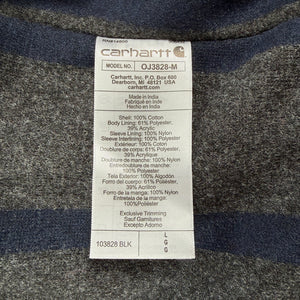 carhartt
MODEL NO. OJ3828-M
Carhartt, Inc. P.O. Box 600
Dearborn, MI 48121 USA
Made in India
Fabriqué en Inde
Hecho en India
Shell: 100% Cotton
Body Lining: 61% Polyester,
39% Acrylic
Sleeve Lining: 100% Nylon
Sleeve Interlining: 100% Polyester
Extérieur: 100% Coton
Doublure de corps: 61% Polyester,
39% Acrylique
Doublure de manches: 100% Nylon
Entredoublure de manche:
100% Polyester
Tela Exterior: 100% Algodón
Forro del cuerpo: 61% Poliéster,
39% Acrílico
Forro de la manga: 100% Nylon
Entretela de manga:
100%Poliéster
Exclusive Trimming
Sauf Garnitures
Excepto Adorno
103828 BLK
L
G
G